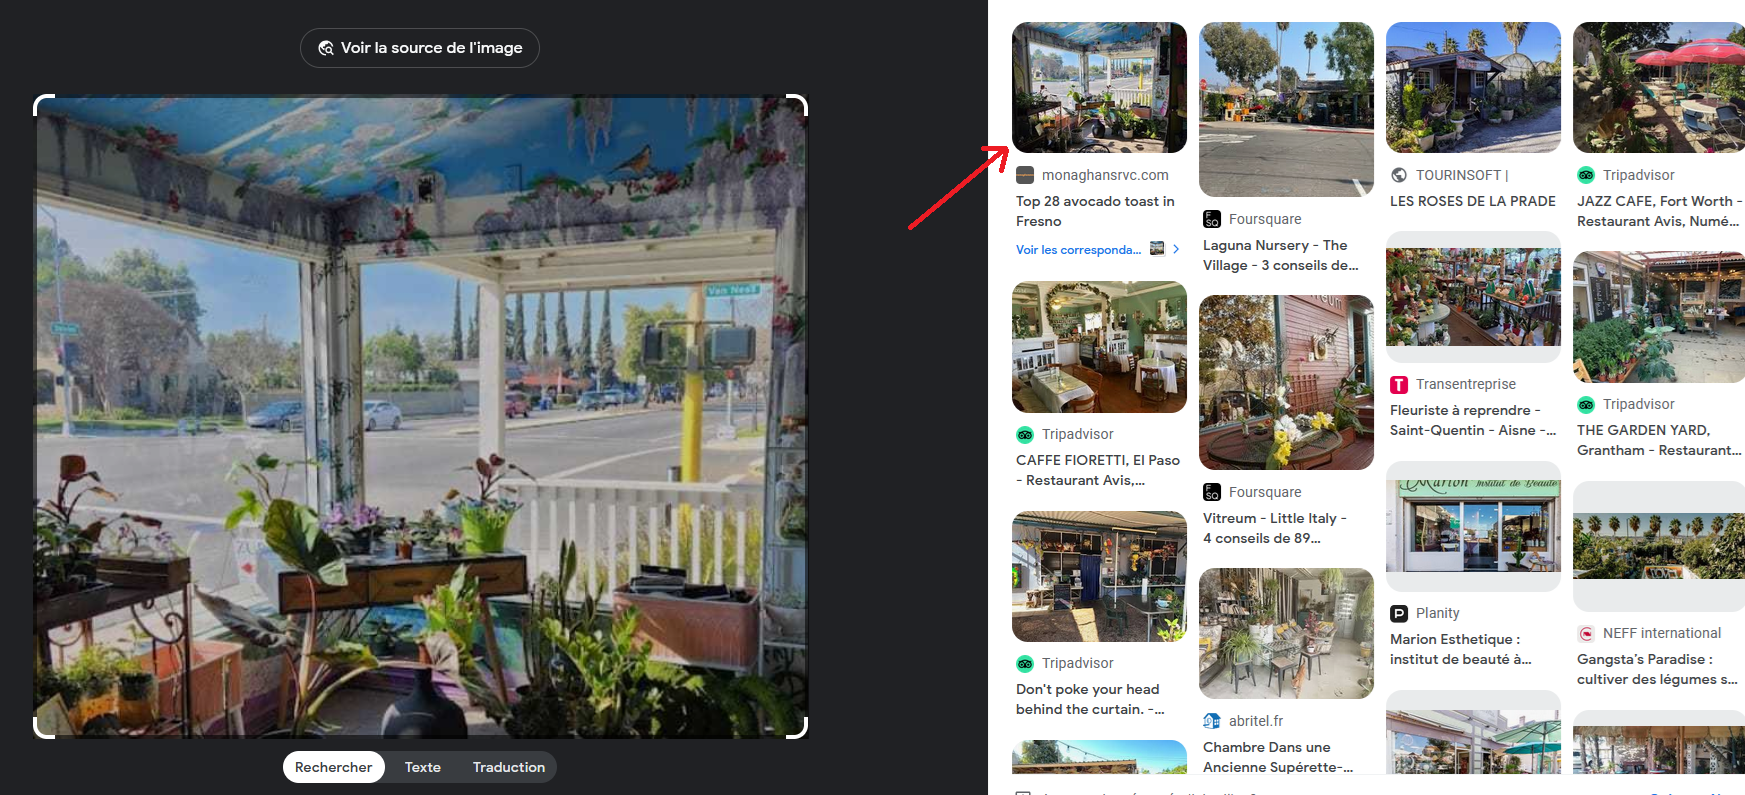 Voir la source de l'image
Van Ness
Rechercher
Texte
Traduction
monaghansrvc.com
Top 28 avocado toast in
Fresno
Voir les corresponda...
Tripadvisor
CAFFE FIORETTI, El Paso
- Restaurant Avis,...
Tripadvisor
Don't poke your head
behind the curtain. -...
Foursquare
Laguna Nursery - The
Village - 3 conseils de...
Foursquare
Vitreum - Little Italy -
4 conseils de 89...
abritel.fr
Chambre Dans une
Ancienne Supérette-...
TOURINSOFT |
LES ROSES DE LA PRADE
Transentreprise
Fleuriste à reprendre -
Saint-Quentin - Aisne -...
Marion Institut de Beauté
Planity
Marion Esthetique :
institut de beauté à...
Tripadvisor
JAZZ CAFE, Fort Worth -
Restaurant Avis, Numé...
Tripadvisor
THE GARDEN YARD,
Grantham - Restaurant...
NEFF international
Gangsta's Paradise :
cultiver des légumes s...